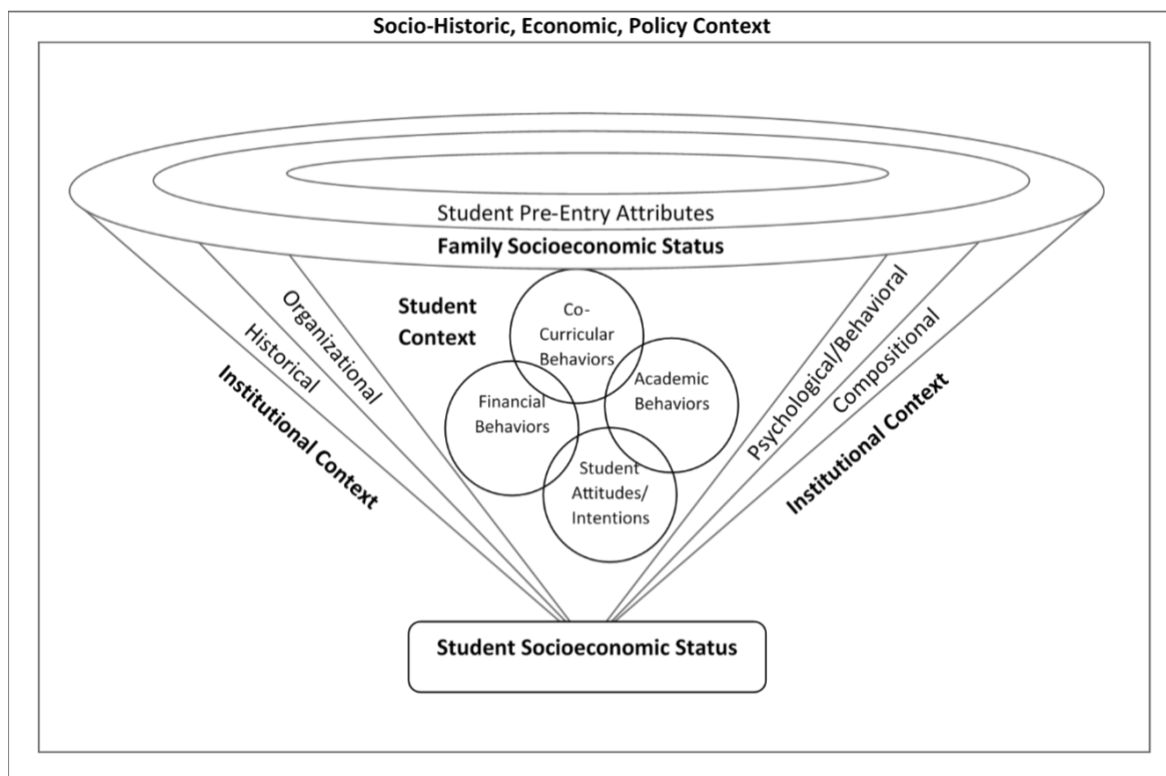 Socio-Historic, Economic, Policy Context
Student Pre-Entry Attributes
Family Socioeconomic Status
Student
Context
Co-
Curricular
Behaviors
Academic
Behaviors
Financial
Behaviors
Student
Attitudes/
Intentions
Organizational
Historical
Institutional Context
Psychological/Behavioral
Compositional
Institutional Context
Student Socioeconomic Status